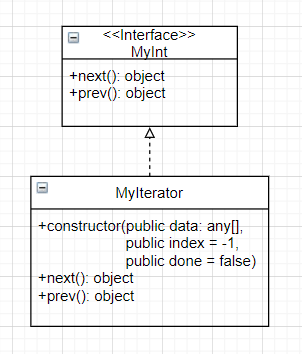 <<Interface>>
MyInt
+next(): object
+prev(): object
MyIterator
+constructor(public data: any[],
public index = -1,
public done = false)
+next(): object
+prev(): object